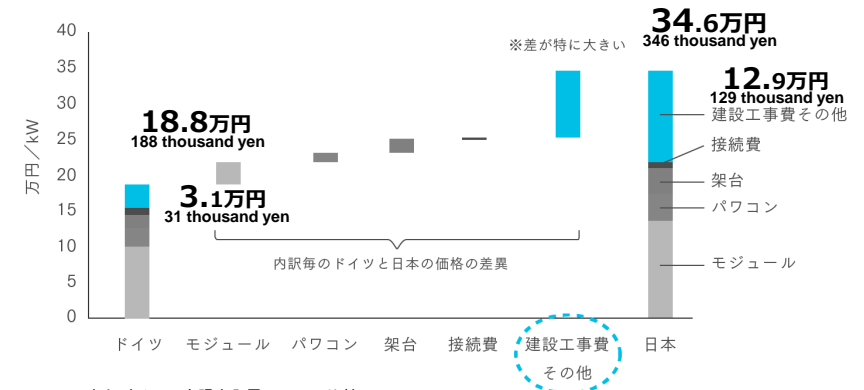 34.6万円
346 thousand yen
※差が特に大きい
12.9万円
129 thousand yen
18.8万円
188 thousand yen
3.1万円
31 thousand yen
建設工事費その他
接続費
架台
パワコン
モジュール
万円／kW
40
35
30
25
20
15
10
5
0
内訳毎のドイツと日本の価格の差異
ドイツ モジュール パワコン 架台 接続費 建設工事費 日本
その他